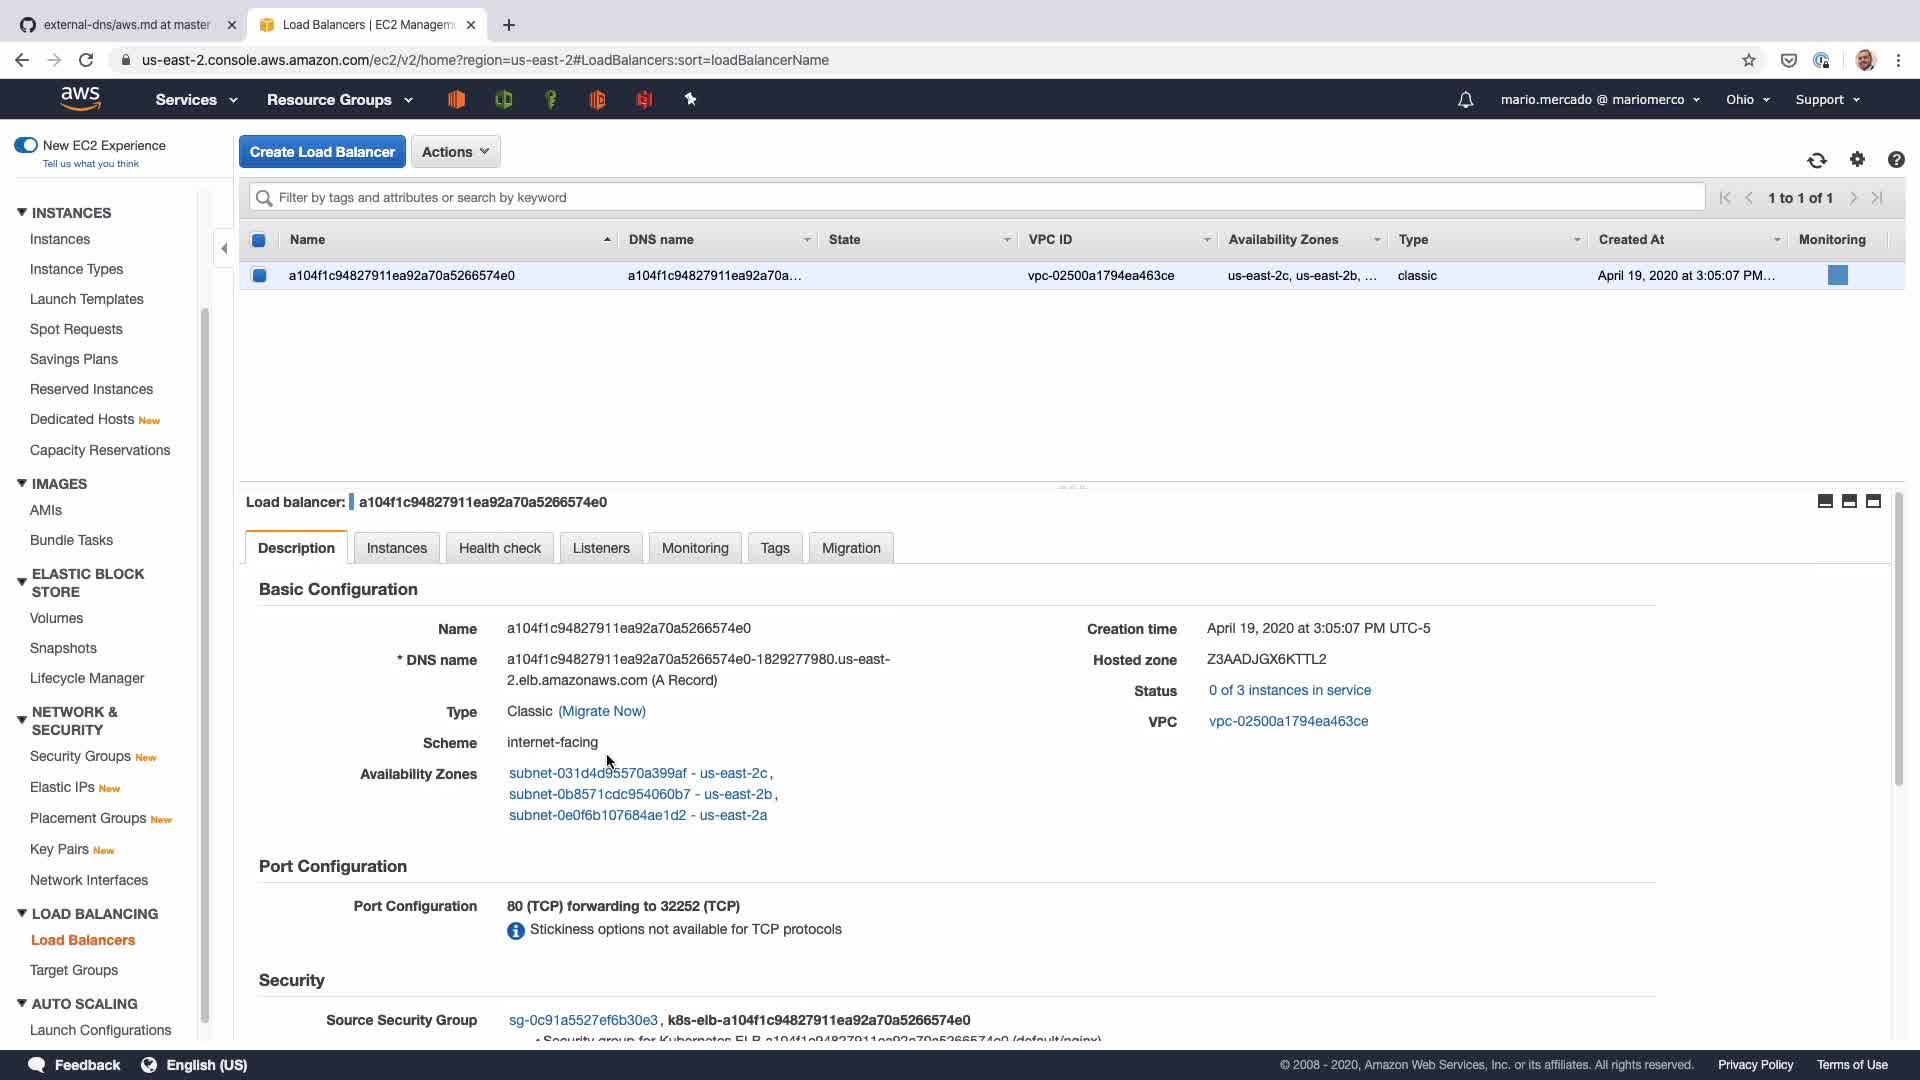 external-dns/aws.md at master
Load Balancers | EC2 Managem
us-east-2.console.aws.amazon.com/ec2/v2/home?region=us-east-2#LoadBalancers:sort=loadBalancerName
aws
Services
Resource Groups
mario.mercado @ mariomerco
Ohio
Support
New EC2 Experience
Tell us what you think
INSTANCES
Instances
Instance Types
Launch Templates
Spot Requests
Savings Plans
Reserved Instances
Dedicated Hosts New
Capacity Reservations
IMAGES
AMIs
Bundle Tasks
ELASTIC BLOCK
STORE
Volumes
Snapshots
Lifecycle Manager
NETWORK &
SECURITY
Security Groups New
Elastic IPs New
Placement Groups New
Key Pairs New
Network Interfaces
LOAD BALANCING
Load Balancers
Target Groups
AUTO SCALING
Launch Configurations
Create Load Balancer
Actions
Filter by tags and attributes or search by keyword
1 to 1 of 1
Name DNS name State VPC ID Availability Zones Type Created At Monitoring
a104f1c94827911ea92a70a5266574e0 a104f1c94827911ea92a70a... vpc-02500a1794ea463ce us-east-2c, us-east-2b, ... classic April 19, 2020 at 3:05:07 PM...
Load balancer: a104f1c94827911ea92a70a5266574e0
Description Instances Health check Listeners Monitoring Tags Migration
Basic Configuration
Name a104f1c94827911ea92a70a5266574e0
* DNS name a104f1c94827911ea92a70a5266574e0-1829277980.us-east-
2.elb.amazonaws.com (A Record)
Type Classic (Migrate Now)
Scheme internet-facing
Availability Zones subnet-031d4d95570a399af - us-east-2c,
subnet-0b8571cdc954060b7 - us-east-2b,
subnet-0e0f6b107684ae1d2 - us-east-2a
Creation time April 19, 2020 at 3:05:07 PM UTC-5
Hosted zone Z3AADJGX6KTTL2
Status 0 of 3 instances in service
VPC vpc-02500a1794ea463ce
Port Configuration
Port Configuration 80 (TCP) forwarding to 32252 (TCP)
Stickiness options not available for TCP protocols
Security
Source Security Group sg-0c91a5527ef6b30e3, k8s-elb-a104f1c94827911ea92a70a5266574e0
• Security group for Kubernetes ELB a104f1c94827911ea92a70a5266574e0 (default/nginx)
Feedback
English (US)
© 2008 - 2020, Amazon Web Services, Inc. or its affiliates. All rights reserved.
Privacy Policy
Terms of Use